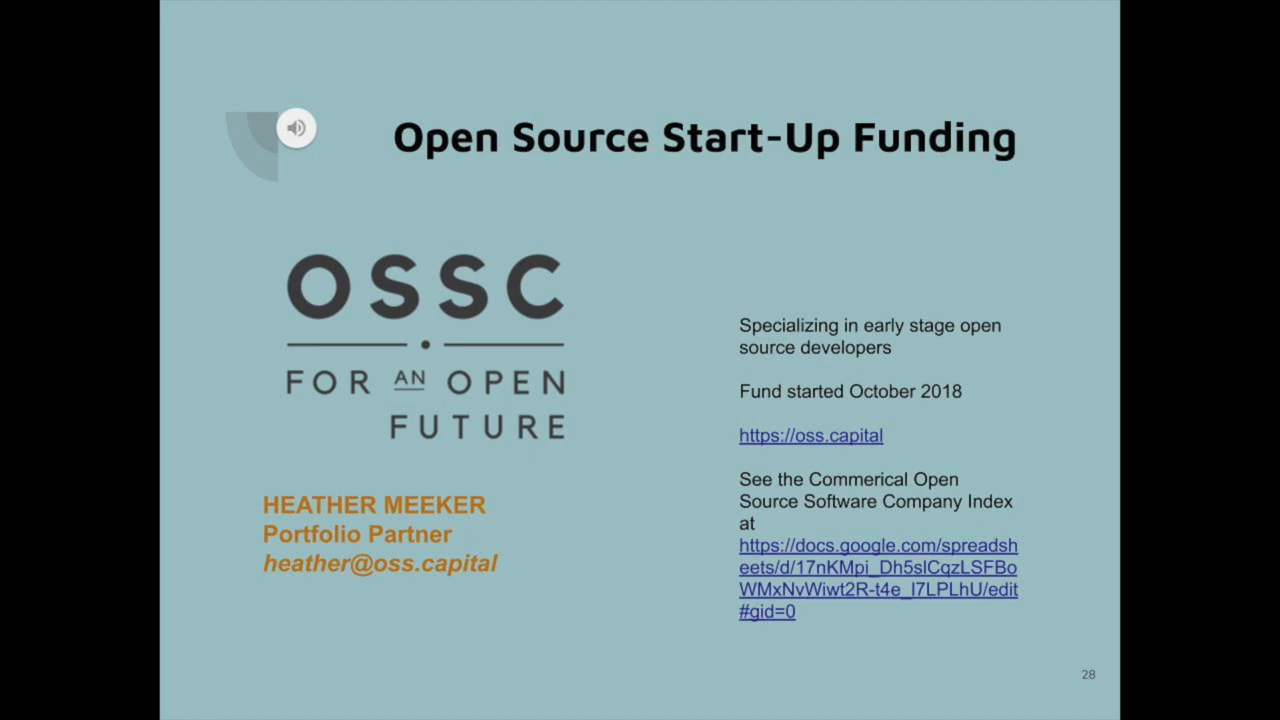 Open Source Start-Up Funding
OSSC
FOR AN OPEN
FUTURE
HEATHER MEEKER
Portfolio Partner
heather@oss.capital
Specializing in early stage open
source developers
Fund started October 2018
https://oss.capital
See the Commerical Open
Source Software Company Index
at
https://docs.google.com/spreadsh
eets/d/17nKMpi_Dh5slCqzLSFBo
WMxNvWiwt2R-t4e_l7LPLhU/edit
#gid=0
28